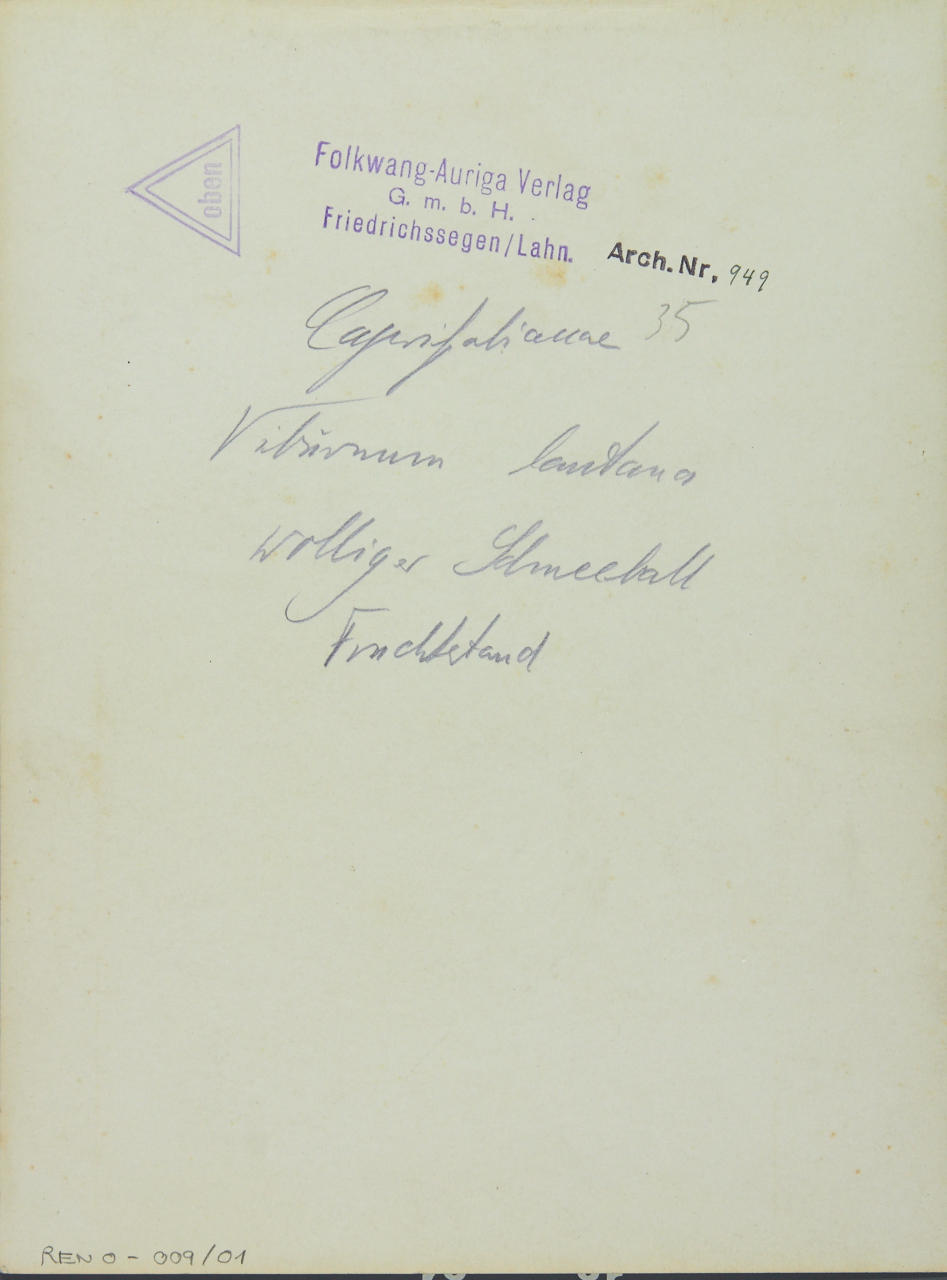 oben
Folkwang-Auriga Verlag
G. m. b. H.
Friedrichssegen/Lahn.
Arch. Nr, 949
Caprifoliaceae 35
Viburnum lantana
wolliger Schneeball
Fruchtstand
RENO - 009/01